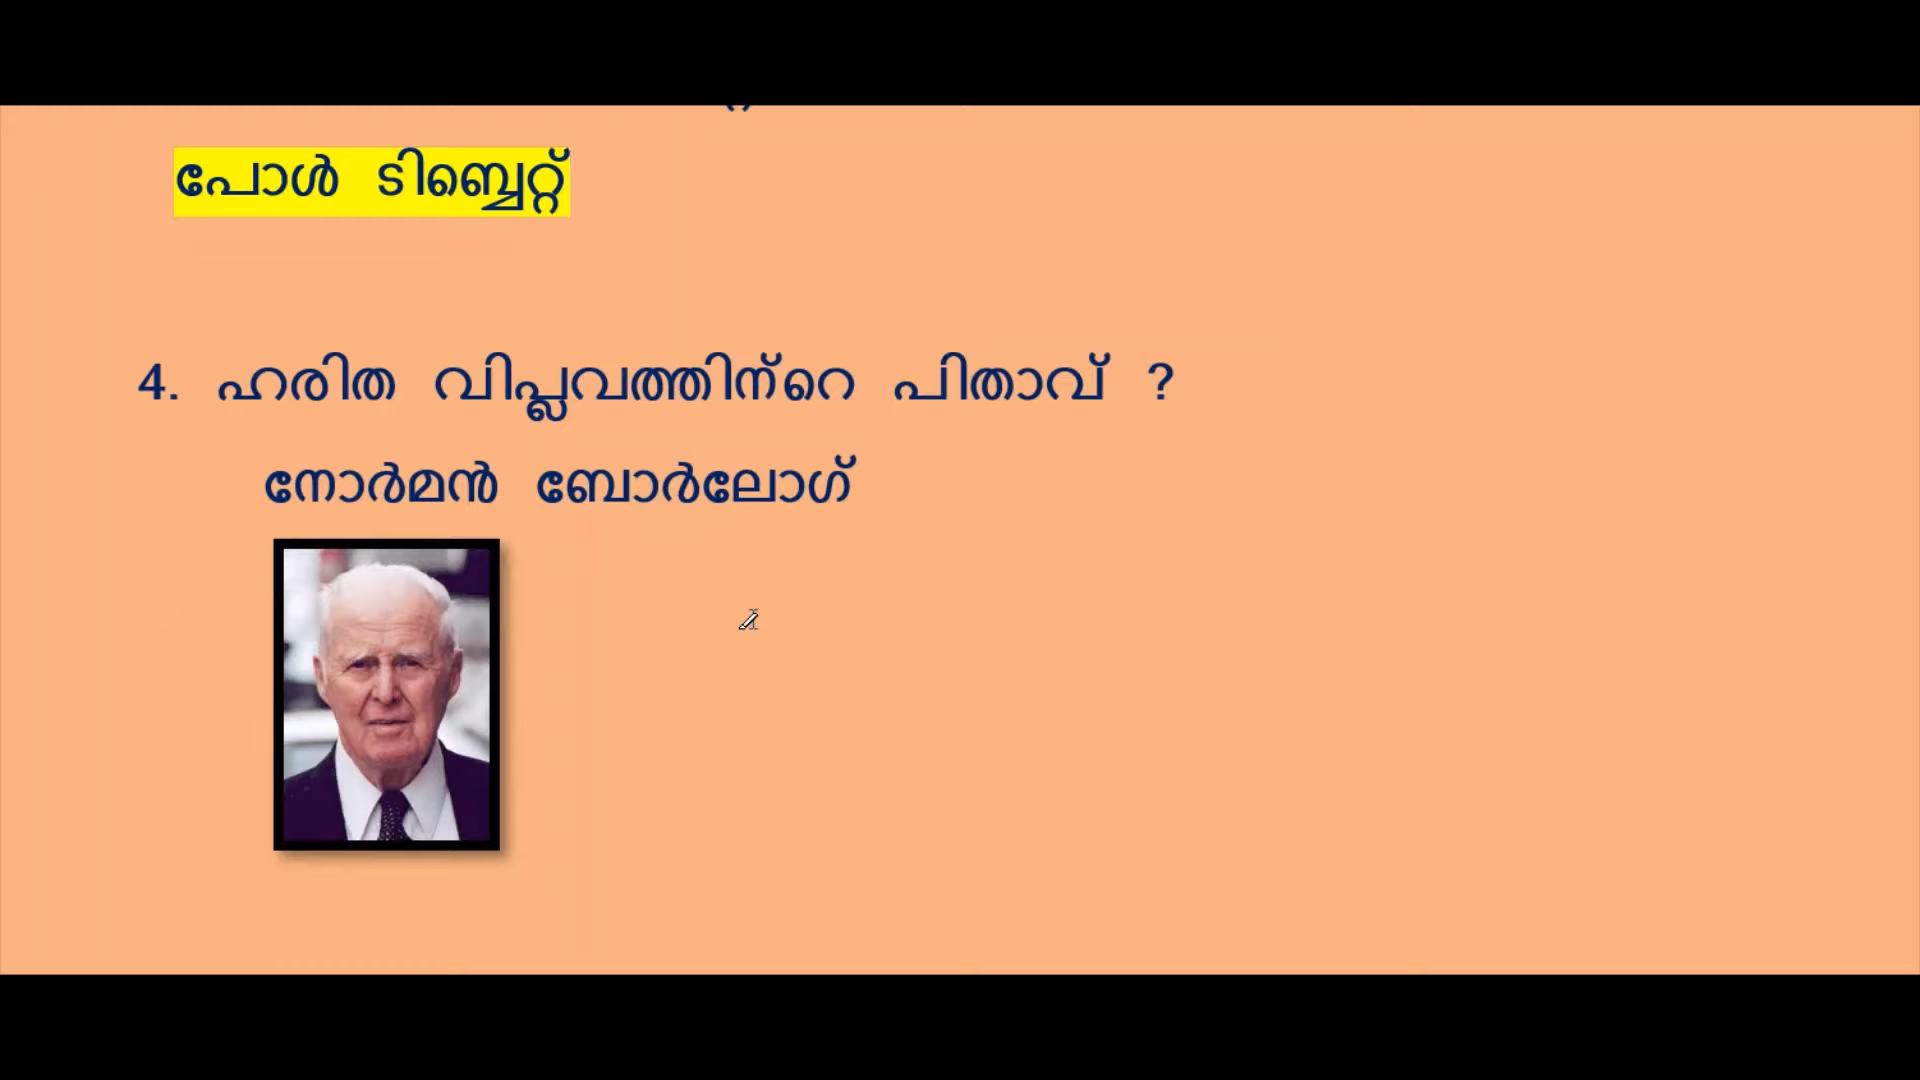 പോൾ ടിബ്ബെറ്റ്
4. ഹരിത വിപ്ലവത്തിന്റെ പിതാവ് ?
നോർമൻ ബോർലോഗ്